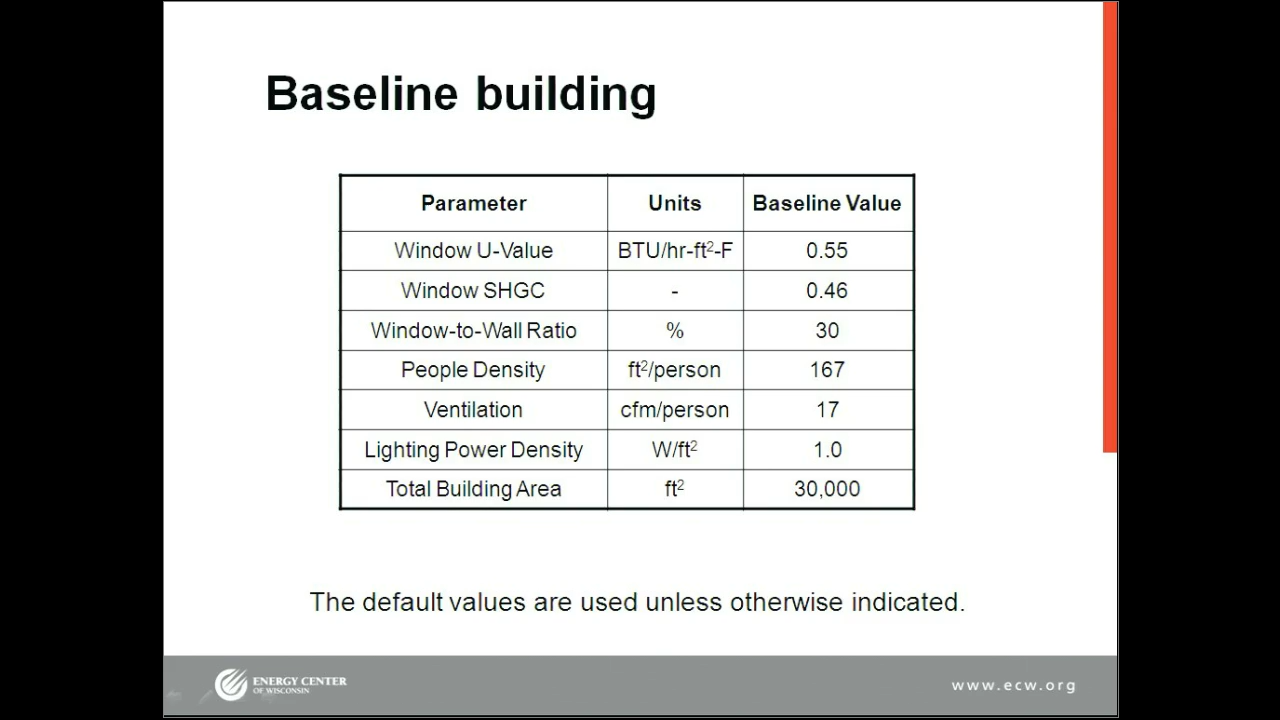 Baseline building
Parameter Units Baseline Value
Window U-Value BTU/hr-ft²-F 0.55
Window SHGC - 0.46
Window-to-Wall Ratio % 30
People Density ft²/person 167
Ventilation cfm/person 17
Lighting Power Density W/ft² 1.0
Total Building Area ft² 30,000
The default values are used unless otherwise indicated.
ENERGY CENTER
OF WISCONSIN
www.ecw.org